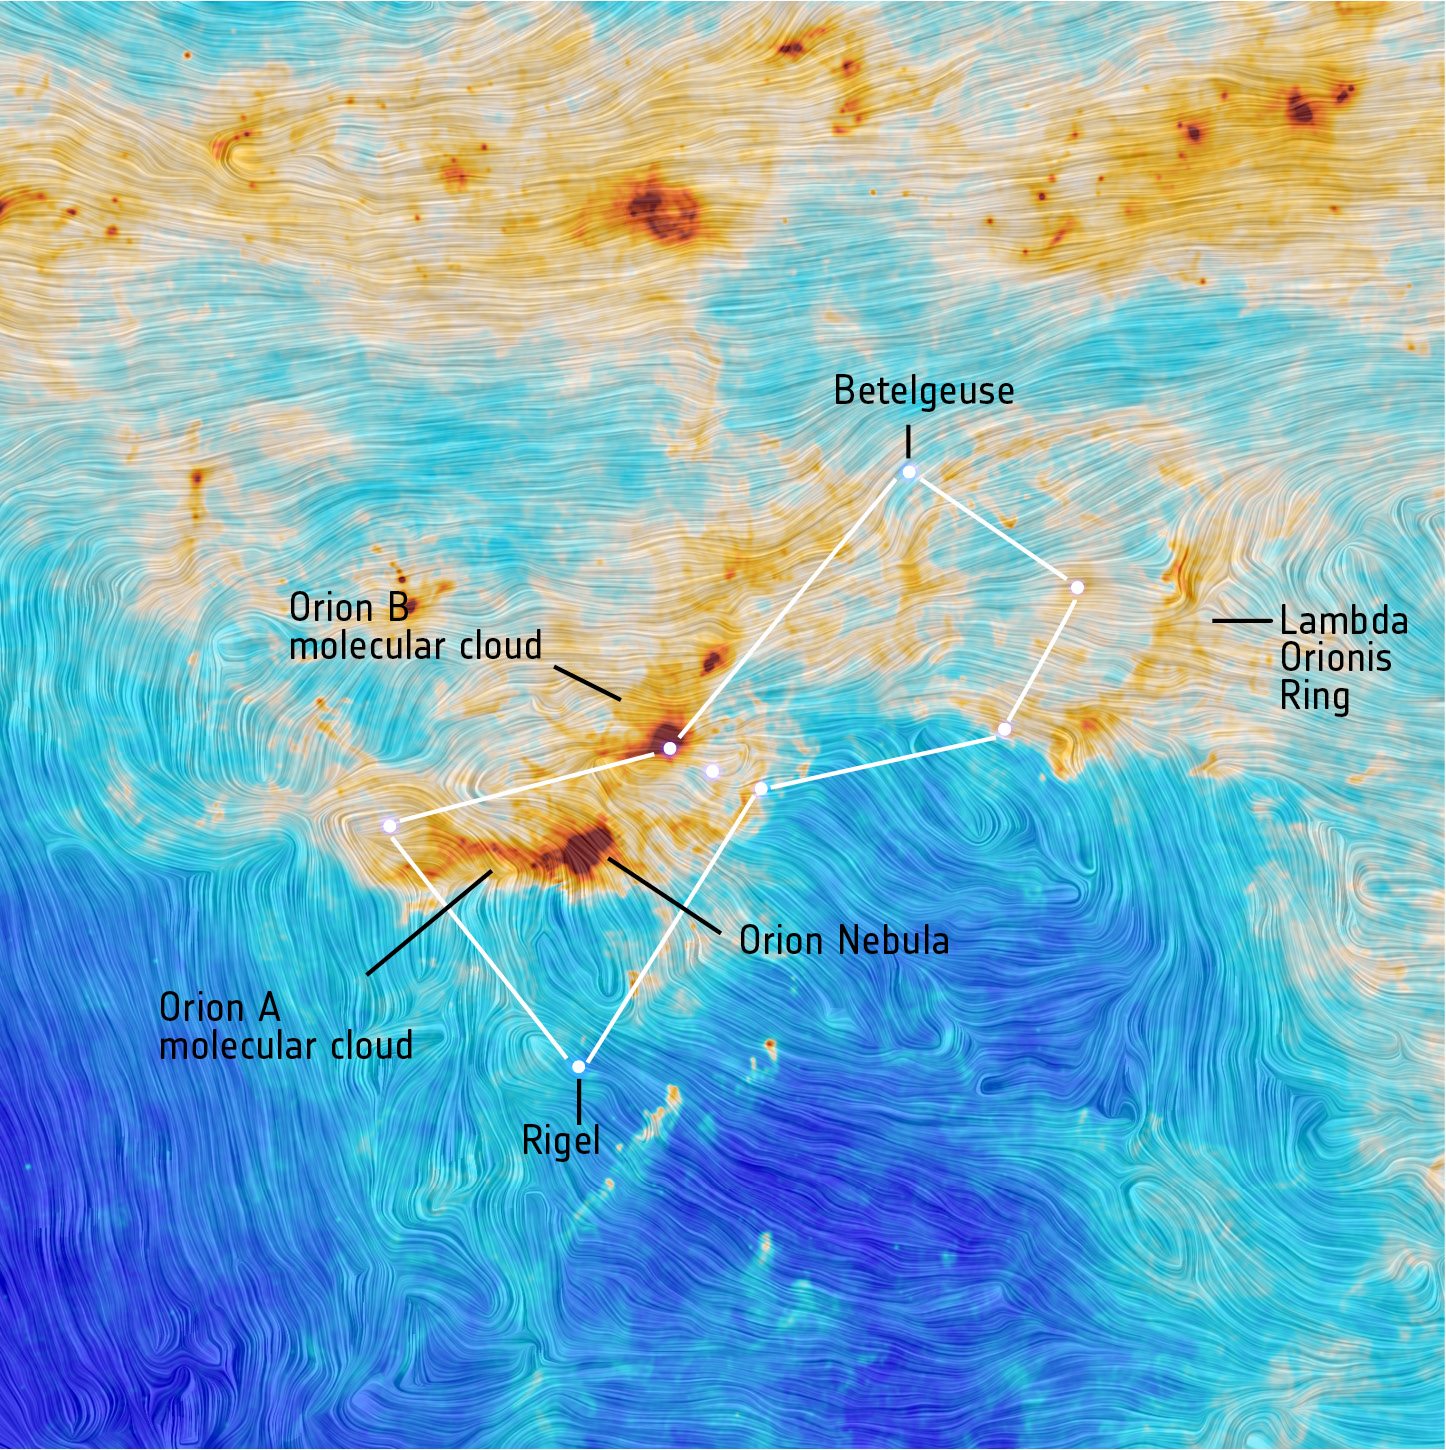 Betelgeuse
Orion B
molecular cloud
Lambda
Orionis
Ring
Orion Nebula
Orion A
molecular cloud
Rigel